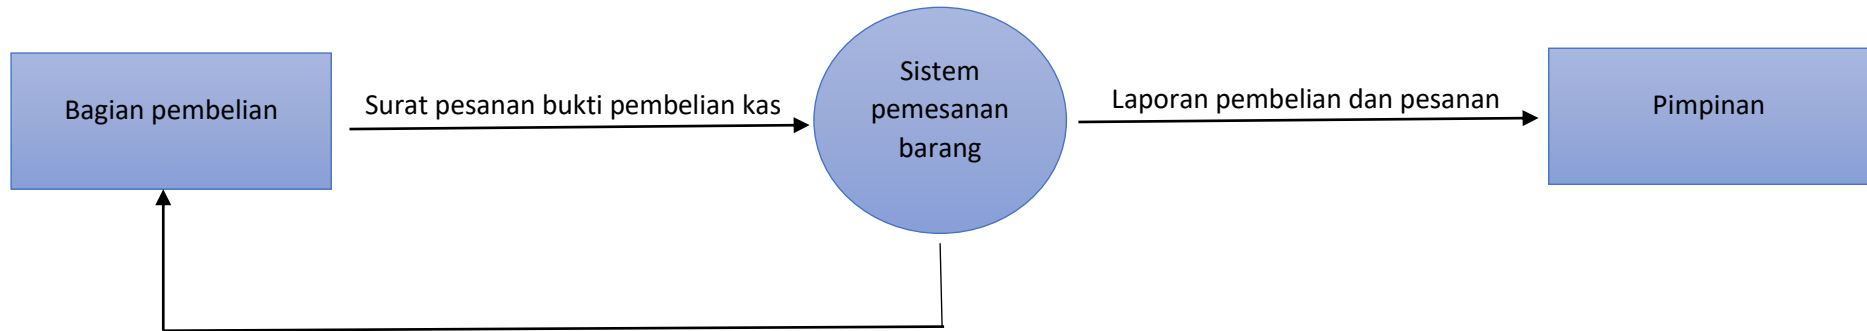 Bagian pembelian
Surat pesanan bukti pembelian kas
Sistem
pemesanan
barang
Laporan pembelian dan pesanan
Pimpinan